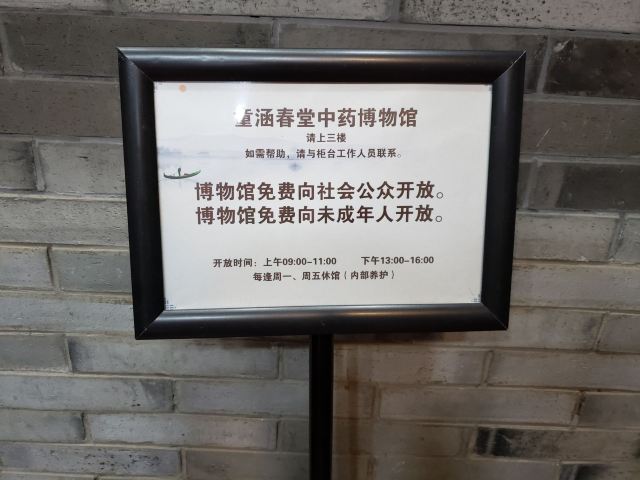 童涵春堂中药博物馆
请上三楼
如需帮助，请与柜台工作人员联系。
博物馆免费向社会公众开放。
博物馆免费向未成年人开放。
开放时间：上午09:00-11:00 下午13:00-16:00
每逢周一、周五休馆（内部养护）